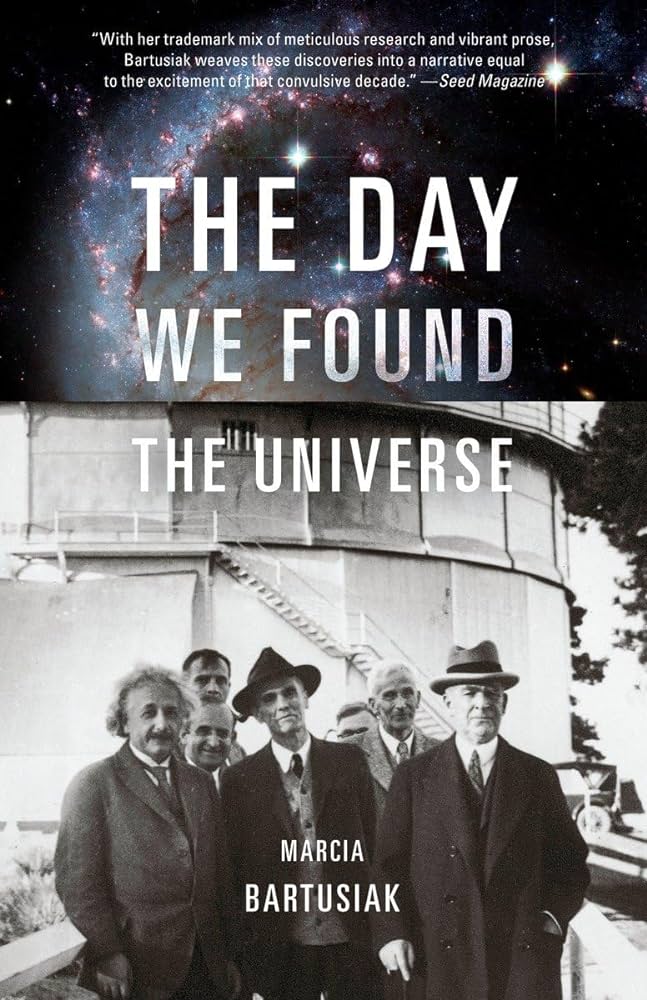 “With her trademark mix of meticulous research and vibrant prose,
Bartusiak weaves these discoveries into a narrative equal
to the excitement of that convulsive decade.” —Seed Magazine
THE DAY
WE FOUND
THE UNIVERSE
MARCIA
BARTUSIAK